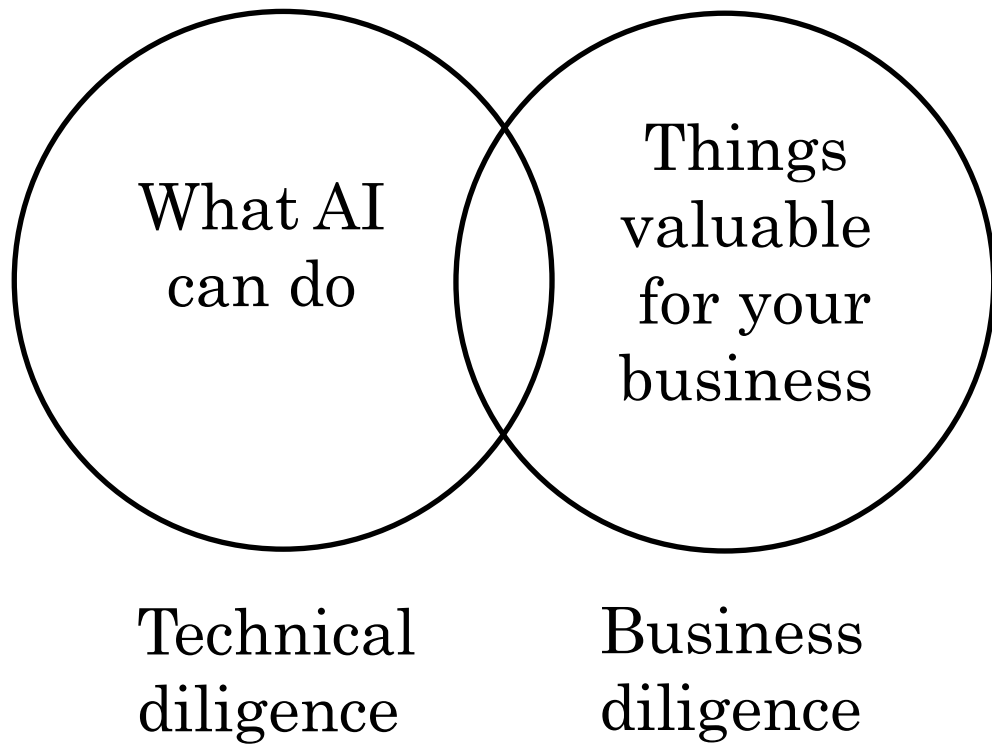 What AI
can do
Things
valuable
for your
business
Technical
diligence
Business
diligence